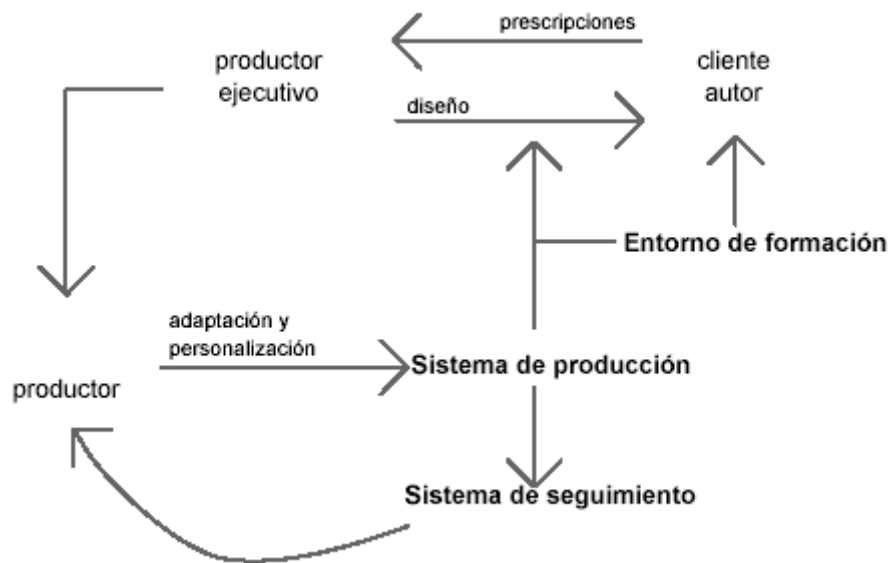 prescripciones
productor
ejecutivo
cliente
autor
diseño
Entorno de formación
adaptación y
personalización
Sistema de producción
productor
Sistema de seguimiento